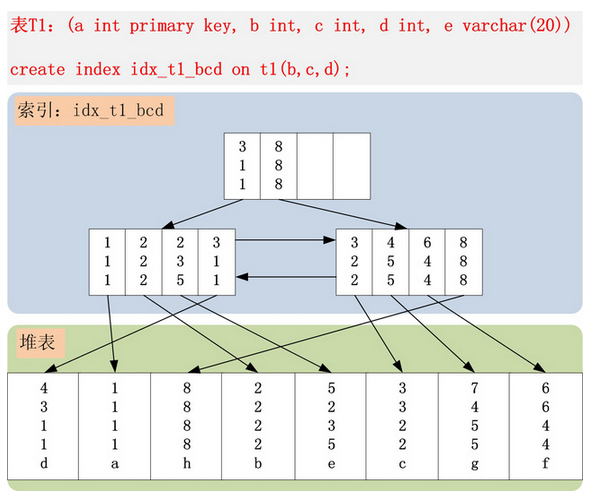 表T1: (a int primary key, b int, c int, d int, e varchar(20))
create index idx_t1_bcd on t1(b,c,d);
索引: idx_t1_bcd
3 8
1 8
1 8
1 2 2 3
1 2 3 1
1 2 5 1
3 4 6 8
2 5 4 8
2 5 4 8
堆表
4 1 8 2 5 3 7 6
3 1 8 2 2 3 4 6
1 1 8 2 3 2 5 4
1 1 8 2 5 2 5 4
d a h b e c g f